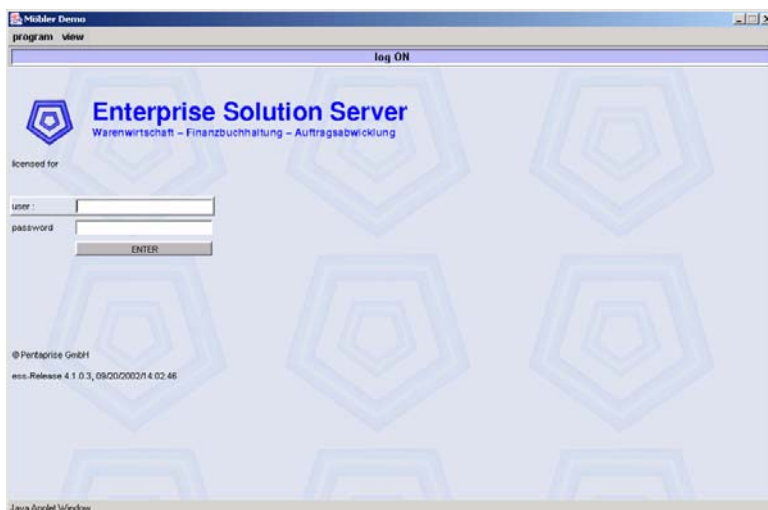 Möbler Demo
program view
log ON
Enterprise Solution Server
Warenwirtschaft – Finanzbuchhaltung – Auftragsabwicklung
licensed for
user :
password
ENTER
@ Pentaprise GmbH
ess-Release 4.1.0.3, 09/20/2002/14:02:46
Java Applet Window